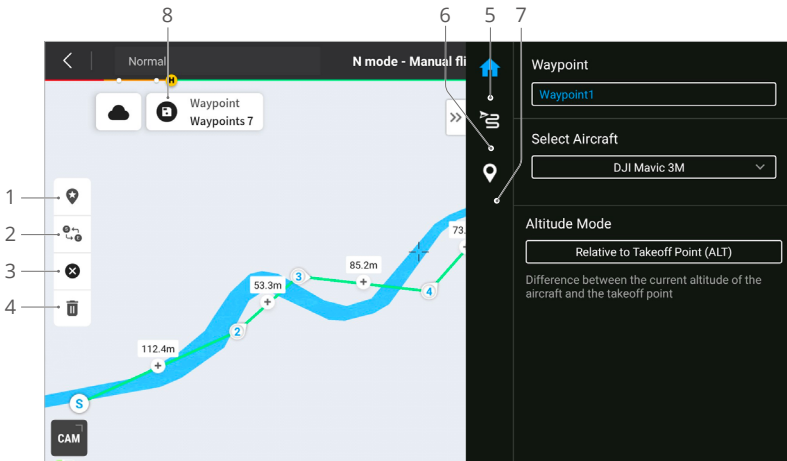 8
6
5
7
Normal
N mode - Manual fli
H
Waypoint
Waypoints 7
Waypoint
Waypoint1
Select Aircraft
DJI Mavic 3M
Altitude Mode
Relative to Takeoff Point (ALT)
Difference between the current altitude of the
aircraft and the takeoff point
1
2
3
4
73.
85.2m
3
53.3m
4
2
112.4m
S
CAM